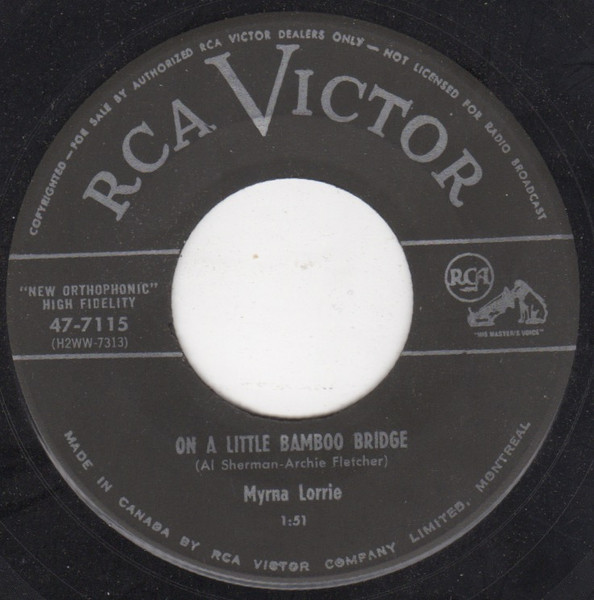 COPYRIGHTED — FOR SALE BY AUTHORIZED RCA VICTOR DEALERS ONLY — NOT LICENSED FOR RADIO BROADCAST
RCA VICTOR
"NEW ORTHOPHONIC"
HIGH FIDELITY
47-7115
(H2WW-7313)
RCA
"HIS MASTER'S VOICE"
ON A LITTLE BAMBOO BRIDGE
(Al Sherman-Archie Fletcher)
Myrna Lorrie
1:51
MADE IN CANADA BY RCA VICTOR COMPANY LIMITED, MONTREAL